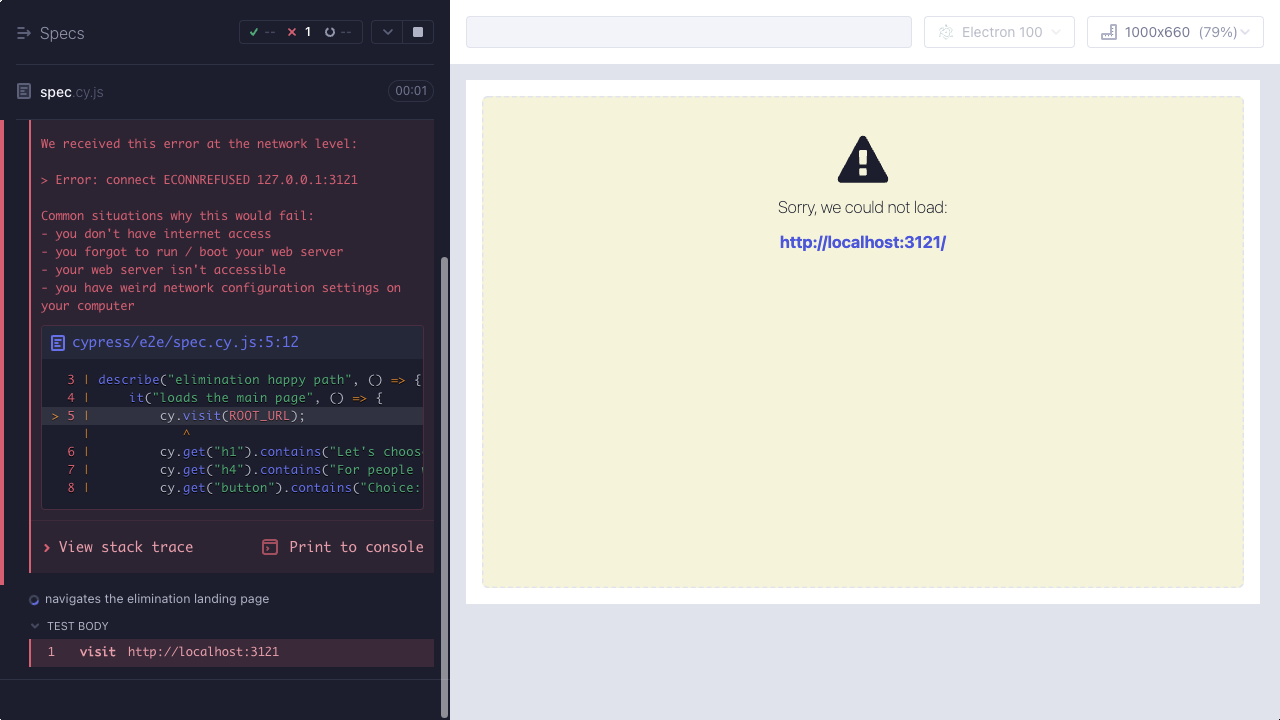 Specs
--
1
--
spec.cy.js
00:01
We received this error at the network level:
> Error: connect ECONNREFUSED 127.0.0.1:3121
Common situations why this would fail:
- you don't have internet access
- you forgot to run / boot your web server
- your web server isn't accessible
- you have weird network configuration settings on
your computer
cypress/e2e/spec.cy.js:5:12
3 | describe("elimination happy path", () => {
4 |     it("loads the main page", () => {
> 5 |         cy.visit(ROOT_URL);
|            ^
6 |         cy.get("h1").contains("Let's choos
7 |         cy.get("h4").contains("For people
8 |         cy.get("button").contains("Choice:
View stack trace
Print to console
navigates the elimination landing page
TEST BODY
1 visit http://localhost:3121
Electron 100
1000x660 (79%)
Sorry, we could not load:
http://localhost:3121/